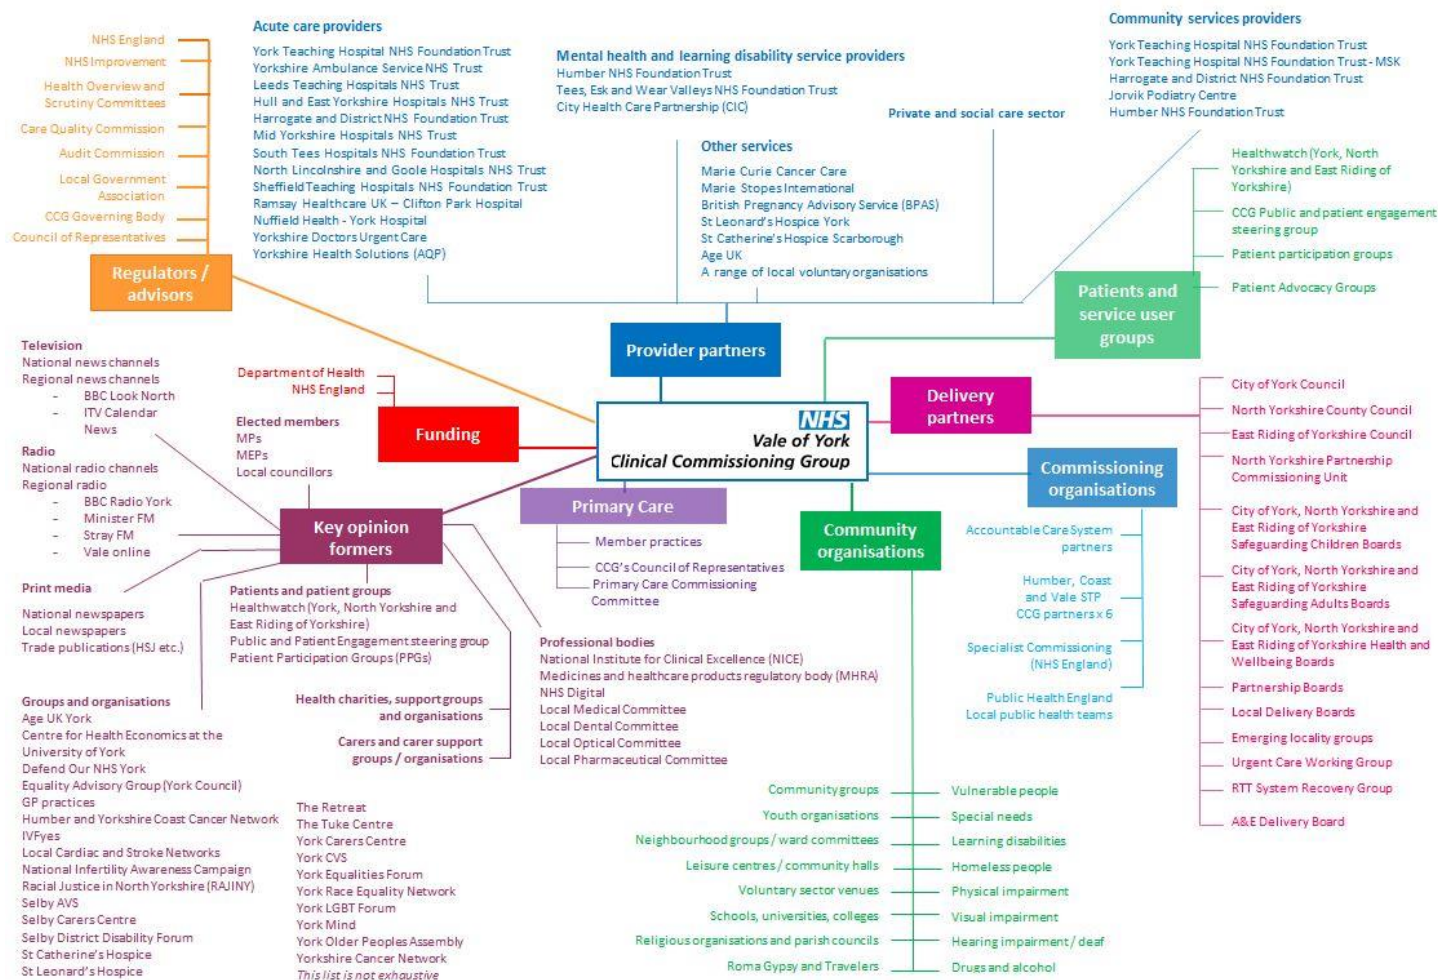 NHS England
NHS Improvement
Health Overview and
Scrutiny Committees
Care Quality Commission
Audit Commission
Local Government
Association
CCG Governing Body
Council of Representatives
Regulators /
advisors
Acute care providers
York Teaching Hospital NHS Foundation Trust
Yorkshire Ambulance Service NHS Trust
Leeds Teaching Hospitals NHS Trust
Hull and East Yorkshire Hospitals NHS Trust
Harrogate and District NHS Foundation Trust
Mid Yorkshire Hospitals NHS Trust
South Tees Hospitals NHS Foundation Trust
North Lincolnshire and Goole Hospitals NHS Trust
Sheffield Teaching Hospitals NHS Foundation Trust
Ramsay Healthcare UK – Clifton Park Hospital
Nuffield Health - York Hospital
Yorkshire Doctors Urgent Care
Yorkshire Health Solutions (AQP)
Mental health and learning disability service providers
Humber NHS Foundation Trust
Tees, Esk and Wear Valleys NHS Foundation Trust
City Health Care Partnership (CIC)
Other services
Marie Curie Cancer Care
Marie Stopes International
British Pregnancy Advisory Service (BPAS)
St Leonard's Hospice York
St Catherine's Hospice Scarborough
Age UK
A range of local voluntary organisations
Private and social care sector
Community services providers
York Teaching Hospital NHS Foundation Trust
York Teaching Hospital NHS Foundation Trust - MSK
Harrogate and District NHS Foundation Trust
Jorvik Podiatry Centre
Humber NHS Foundation Trust
Provider partners
Healthwatch (York, North
Yorkshire and East Riding of
Yorkshire)
CCG Public and patient engagement
steering group
Patient participation groups
Patient Advocacy Groups
Patients and
service user
groups
Department of Health
NHS England
Funding
NHS
Vale of York
Clinical Commissioning Group
Delivery
partners
City of York Council
North Yorkshire County Council
East Riding of Yorkshire Council
North Yorkshire Partnership
Commissioning Unit
City of York, North Yorkshire and
East Riding of Yorkshire
Safeguarding Children Boards
City of York, North Yorkshire and
East Riding of Yorkshire
Safeguarding Adults Boards
City of York, North Yorkshire and
East Riding of Yorkshire Health and
Wellbeing Boards
Partnership Boards
Local Delivery Boards
Emerging locality groups
Urgent Care Working Group
RTT System Recovery Group
A&E Delivery Board
Commissioning
organisations
Accountable Care System
partners
Humber, Coast
and Vale STP
CCG partners x 6
Specialist Commissioning
(NHS England)
Public Health England
Local public health teams
Primary Care
Member practices
CCG's Council of Representatives
Primary Care Commissioning
Committee
Community
organisations
Community groups
Youth organisations
Neighbourhood groups / ward committees
Leisure centres / community halls
Voluntary sector venues
Schools, universities, colleges
Religious organisations and parish councils
Roma Gypsy and Travelers
Vulnerable people
Special needs
Learning disabilities
Homeless people
Physical impairment
Visual impairment
Hearing impairment / deaf
Drugs and alcohol
Key opinion
formers
Television
National news channels
Regional news channels
- BBC Look North
- ITV Calendar
News
Radio
National radio channels
Regional radio
- BBC Radio York
- Minister FM
- Stray FM
- Vale online
Print media
National newspapers
Local newspapers
Trade publications (HSJ etc.)
Elected members
MPs
MEPs
Local councillors
Patients and patient groups
Healthwatch (York, North Yorkshire and
East Riding of Yorkshire)
Public and Patient Engagement steering group
Patient Participation Groups (PPGs)
Health charities, support groups
and organisations
Carers and carer support
groups / organisations
Professional bodies
National Institute for Clinical Excellence (NICE)
Medicines and healthcare products regulatory body (MHRA)
NHS Digital
Local Medical Committee
Local Dental Committee
Local Optical Committee
Local Pharmaceutical Committee
Groups and organisations
Age UK York
Centre for Health Economics at the
University of York
Defend Our NHS York
Equality Advisory Group (York Council)
GP practices
Humber and Yorkshire Coast Cancer Network
IVFyes
Local Cardiac and Stroke Networks
National Infertility Awareness Campaign
Racial Justice in North Yorkshire (RAJINY)
Selby AVS
Selby Carers Centre
Selby District Disability Forum
St Catherine's Hospice
St Leonard's Hospice
The Retreat
The Tuke Centre
York Carers Centre
York CVS
York Equalities Forum
York Race Equality Network
York LGBT Forum
York Mind
York Older Peoples Assembly
Yorkshire Cancer Network
This list is not exhaustive